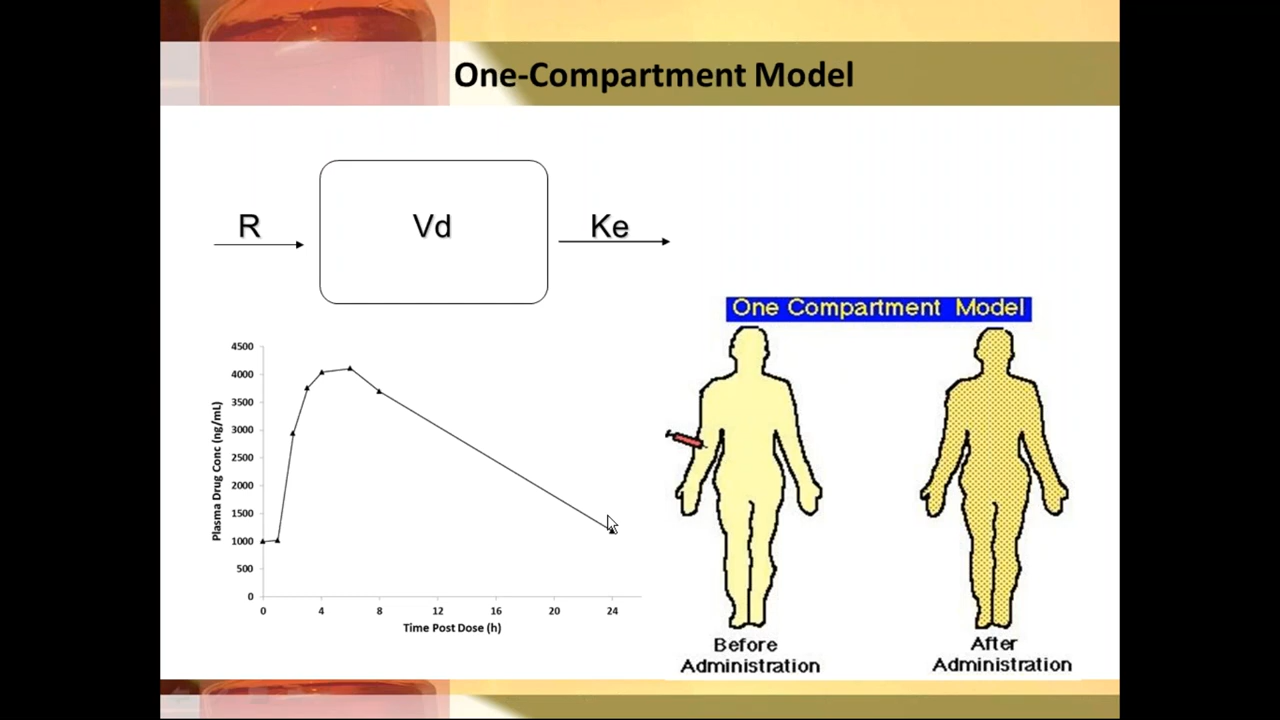 One-Compartment Model
R
Vd
Ke
One Compartment Model
4500
4000
3500
3000
2500
2000
1500
1000
500
0
Plasma Drug Conc (ng/mL)
0 4 8 12 16 20 24
Time Post Dose (h)
Before
Administration
After
Administration